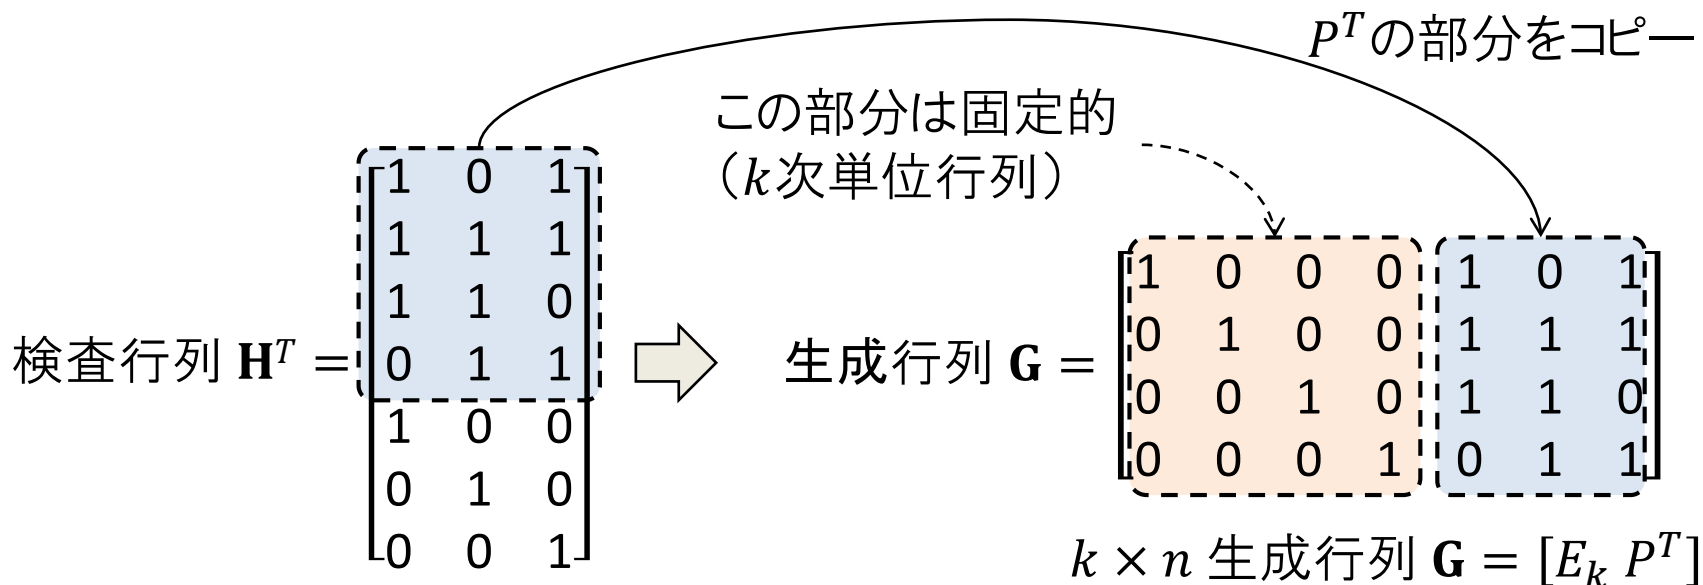 𝑃ᵀの部分をコピー
この部分は固定的
（𝑘次単位行列）
検査行列 𝐇ᵀ =
1 0 1
1 1 1
1 1 0
0 1 1
1 0 0
0 1 0
0 0 1
生成行列 𝐆 =
1 0 0 0 1 0 1
0 1 0 0 1 1 1
0 0 1 0 1 1 0
0 0 0 1 0 1 1
𝑘 × 𝑛 生成行列 𝐆 = [𝐸ₖ 𝑃ᵀ]